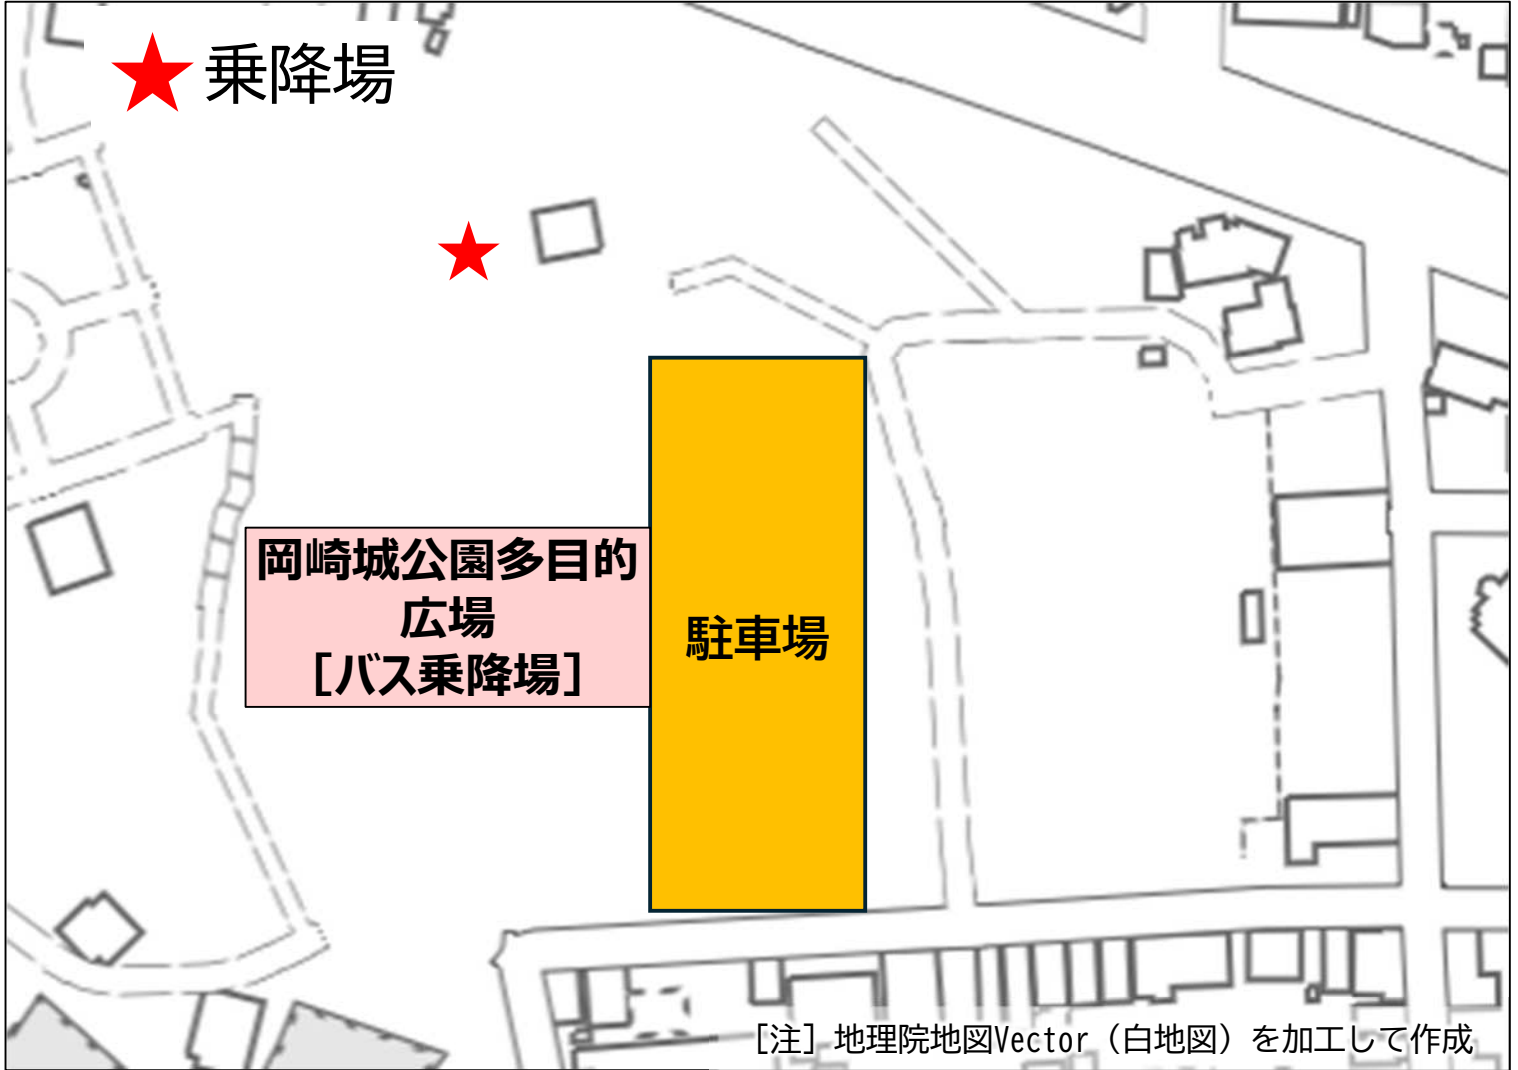 乗降場
岡崎城公園多目的
広場
［バス乗降場］
駐車場
［注］地理院地図Vector（白地図）を加工して作成